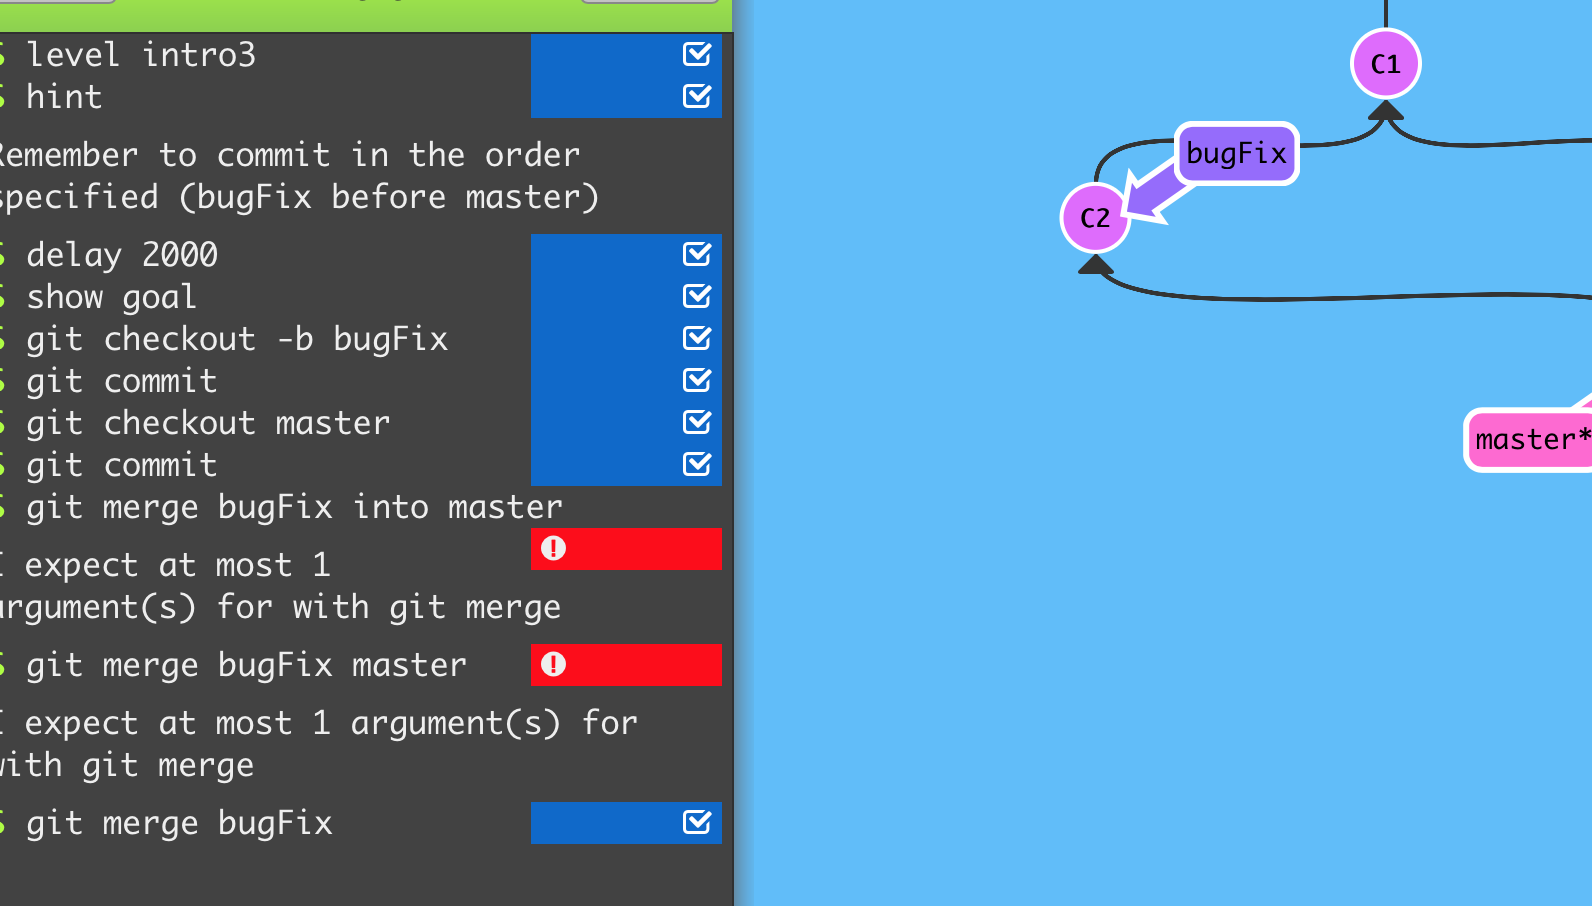 $ level intro3
$ hint
Remember to commit in the order
specified (bugFix before master)
$ delay 2000
$ show goal
$ git checkout -b bugFix
$ git commit
$ git checkout master
$ git commit
$ git merge bugFix into master
I expect at most 1
argument(s) for with git merge
$ git merge bugFix master
I expect at most 1 argument(s) for
with git merge
$ git merge bugFix
C1
bugFix
C2
master*